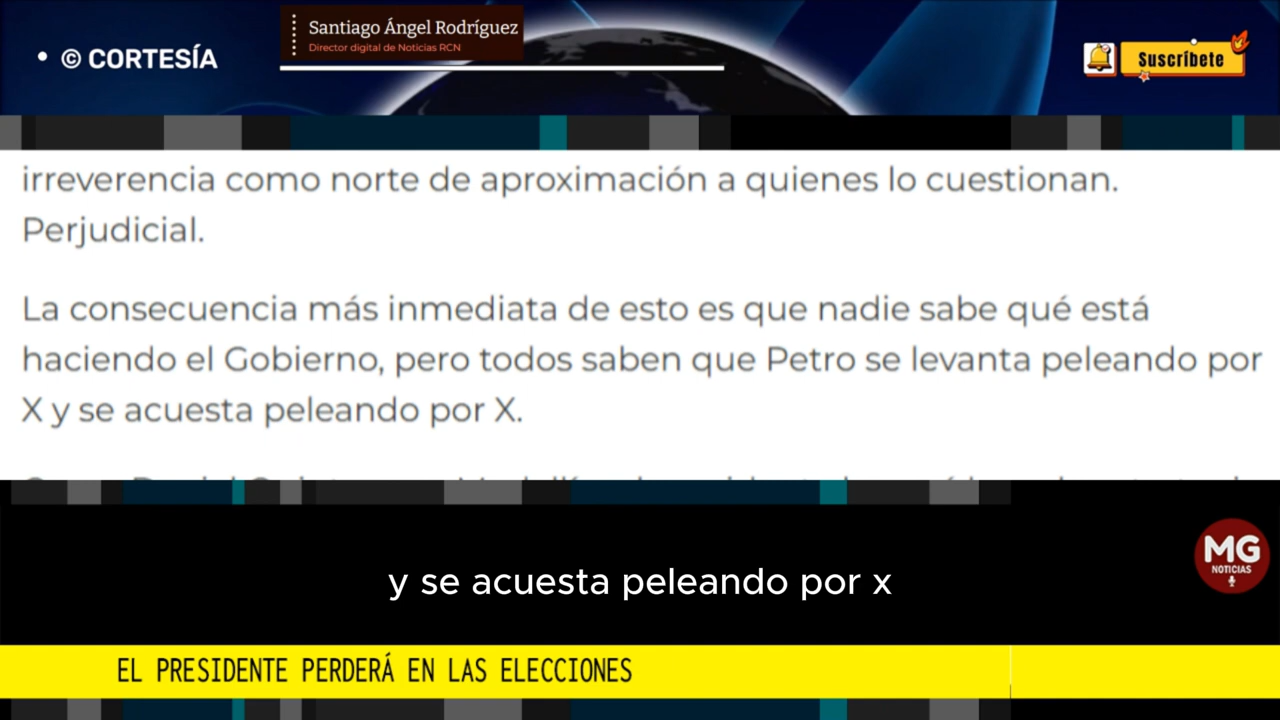 • © CORTESÍA
Santiago Ángel Rodríguez
Director digital de Noticias RCN
Suscríbete
irreverencia como norte de aproximación a quienes lo cuestionan.
Perjudicial.
La consecuencia más inmediata de esto es que nadie sabe qué está
haciendo el Gobierno, pero todos saben que Petro se levanta peleando por
X y se acuesta peleando por X.
y se acuesta peleando por x
MG
NOTICIAS
EL PRESIDENTE PERDERÁ EN LAS ELECCIONES